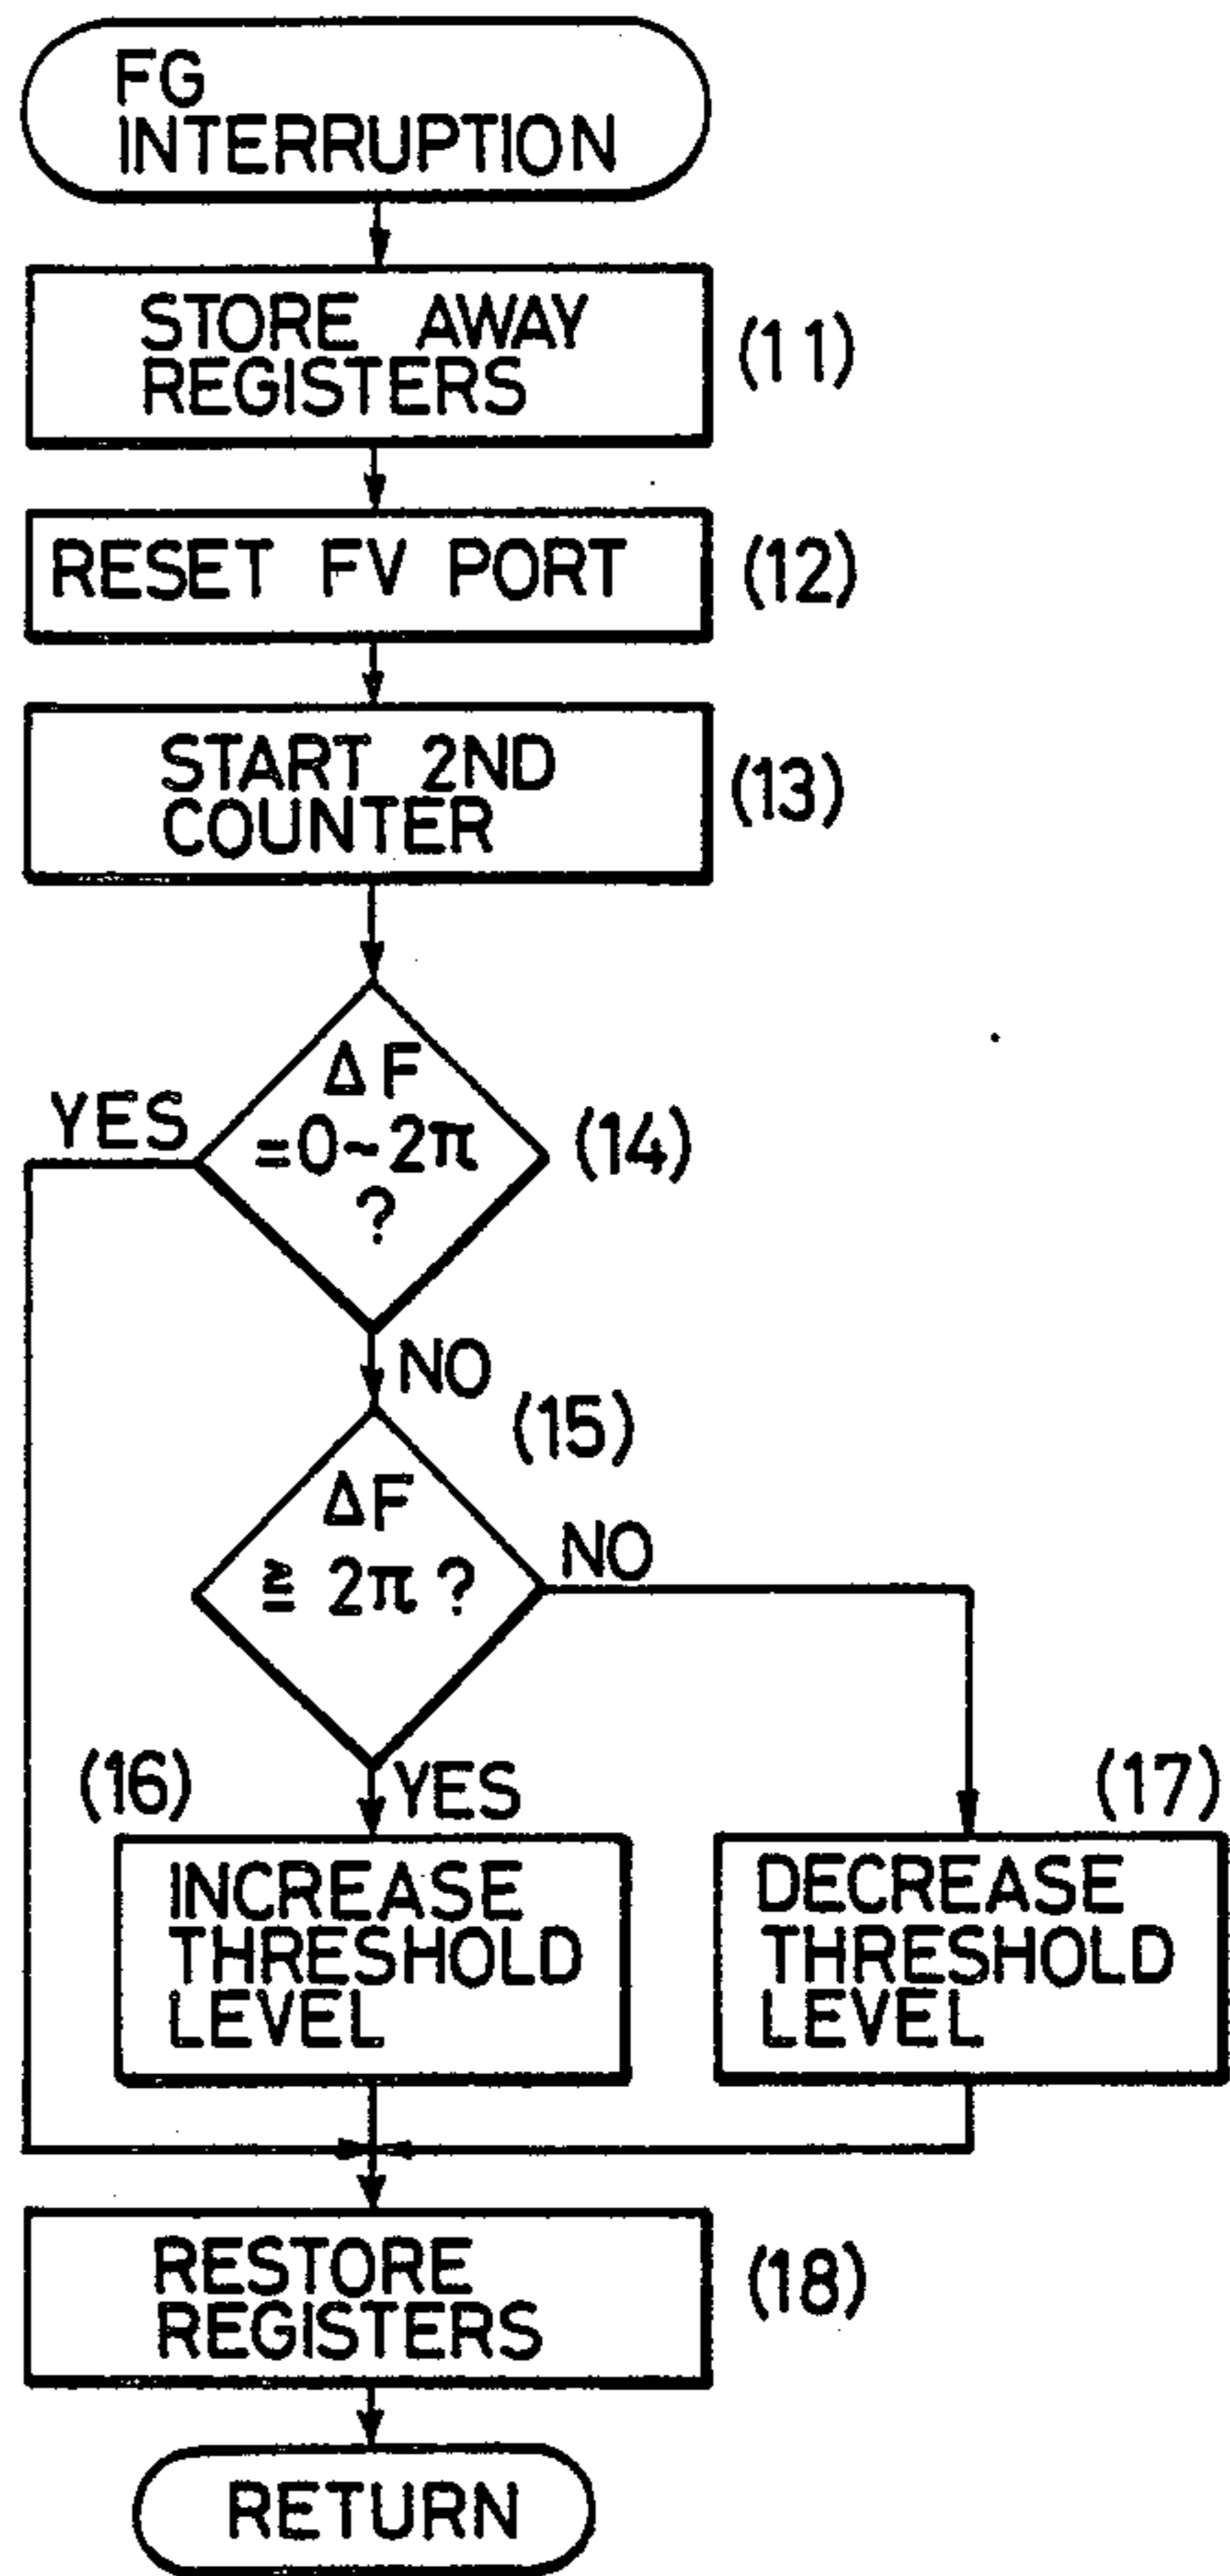 FG
INTERRUPTION
STORE AWAY
REGISTERS
(11)
RESET FV PORT
(12)
START 2ND
COUNTER
(13)
ΔF
=0~2π
?
(14)
YES
NO
(15)
ΔF
≧ 2π ?
NO
(16)
YES
(17)
INCREASE
THRESHOLD
LEVEL
DECREASE
THRESHOLD
LEVEL
RESTORE
REGISTERS
(18)
RETURN